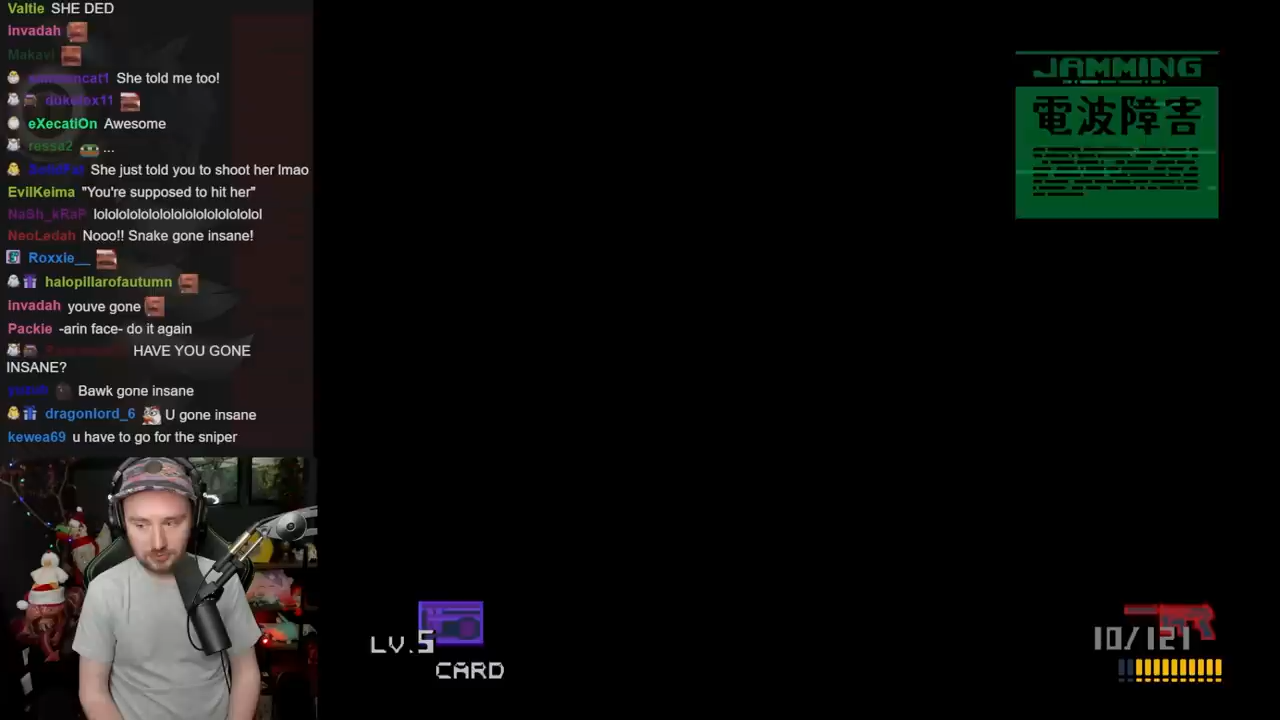 Valtie SHE DED
invadah
Makavi
She told me too!
dukefox11
eXecatiOn Awesome
ressa2 ...
She just told you to shoot her lmao
EvilKeima "You're supposed to hit her"
NaSh_kRaP lolololololololololololololol
NeoLedah Nooo!! Snake gone insane!
Roxxie__
halopillarofautumn
invadah youve gone
Packie -arin face- do it again
HAVE YOU GONE
INSANE?
Bawk gone insane
dragonlord_6 U gone insane
kewea69 u have to go for the sniper
JAMMING
電波障害
LV.5
CARD
10/121